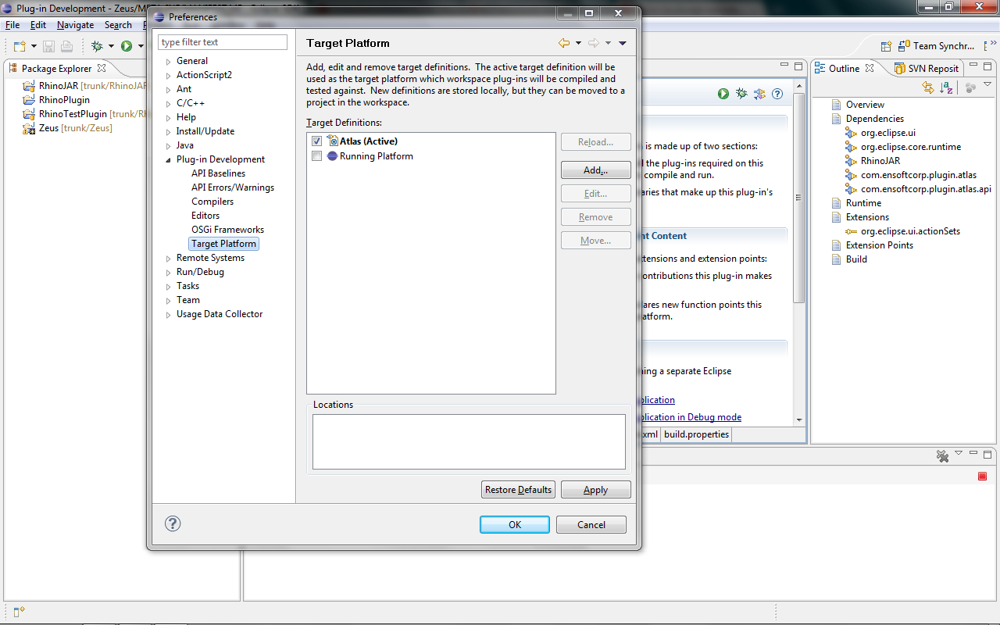 Plug-in Development - Zeus/
Preferences
File Edit Navigate Search
type filter text
General
ActionScript2
Ant
C/C++
Help
Install/Update
Java
Plug-in Development
API Baselines
API Errors/Warnings
Compilers
Editors
OSGi Frameworks
Target Platform
Remote Systems
Run/Debug
Tasks
Team
Usage Data Collector
Target Platform
Add, edit and remove target definitions. The active target definition will be
used as the target platform which workspace plug-ins will be compiled and
tested against. New definitions are stored locally, but they can be moved to a
project in the workspace.
Target Definitions:
Atlas (Active)
Running Platform
Reload...
Add...
Edit...
Remove
Move...
Locations
Restore Defaults
Apply
OK
Cancel
Package Explorer
RhinoJAR [trunk/RhinoJAR
RhinoPlugin
RhinoTestPlugin [trunk/Rh
Zeus [trunk/Zeus]
Team Synchr...
is made up of two sections:
the plug-ins required on this
compile and run.
aries that make up this plug-in's
nt Content
tensions and extension points:
ontributions this plug-in makes
ares new function points this
atform.
ning a separate Eclipse
plication
plication in Debug mode
xml
build.properties
Outline
SVN Reposit
Overview
Dependencies
org.eclipse.ui
org.eclipse.core.runtime
RhinoJAR
com.ensoftcorp.plugin.atlas
com.ensoftcorp.plugin.atlas.api
Runtime
Extensions
org.eclipse.ui.actionSets
Extension Points
Build